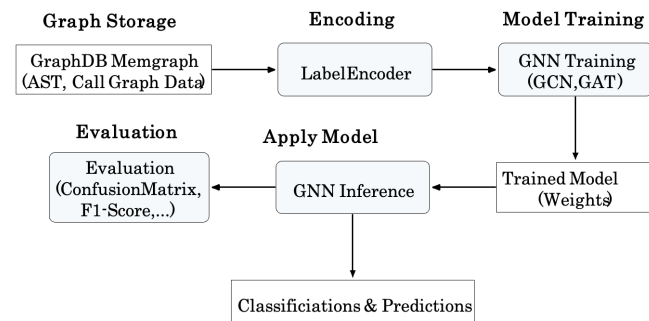 Graph Storage
Encoding
Model Training
GraphDB Memgraph
(AST, Call Graph Data)
LabelEncoder
GNN Training
(GCN,GAT)
Evaluation
Apply Model
Evaluation
(ConfusionMatrix,
F1-Score,...)
GNN Inference
Trained Model
(Weights)
Classificiations & Predictions